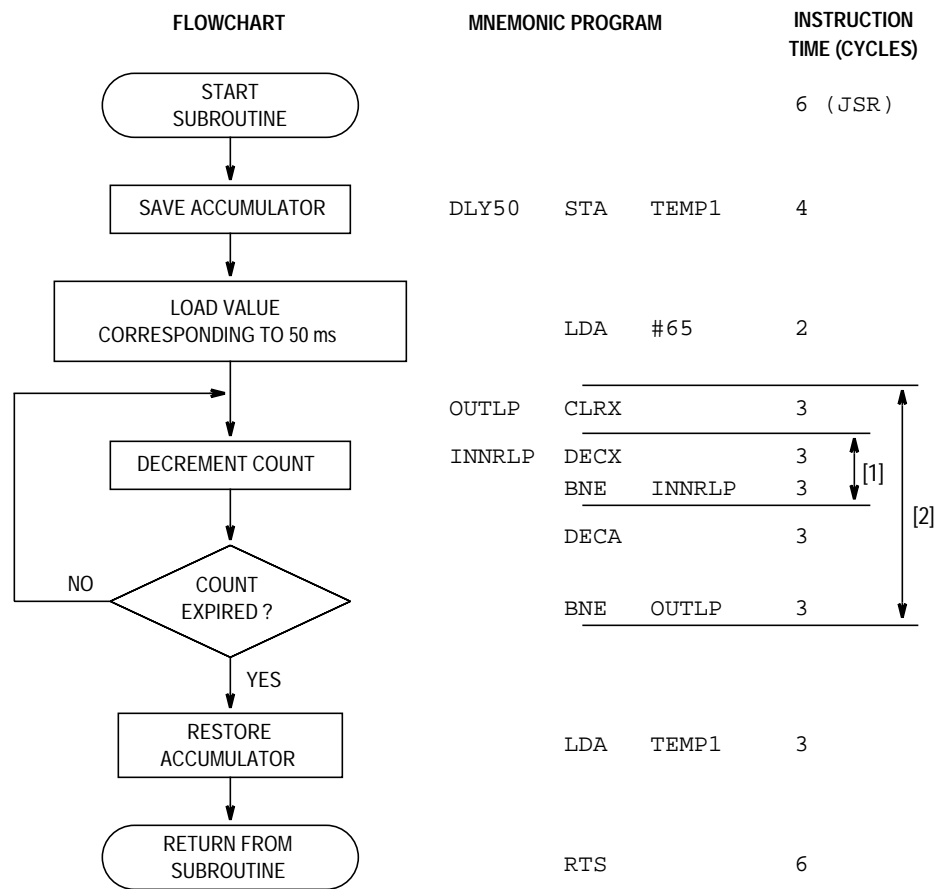 FLOWCHART MNEMONIC PROGRAM INSTRUCTION
TIME (CYCLES)
START
SUBROUTINE
6 (JSR)
SAVE ACCUMULATOR
DLY50 STA TEMP1 4
LOAD VALUE
CORRESPONDING TO 50 ms
LDA #65 2
OUTLP CLRX 3
DECREMENT COUNT
INNRLP DECX 3
BNE INNRLP 3
[1]
[2]
DECA 3
NO
COUNT
EXPIRED ?
BNE OUTLP 3
YES
RESTORE
ACCUMULATOR
LDA TEMP1 3
RETURN FROM
SUBROUTINE
RTS 6